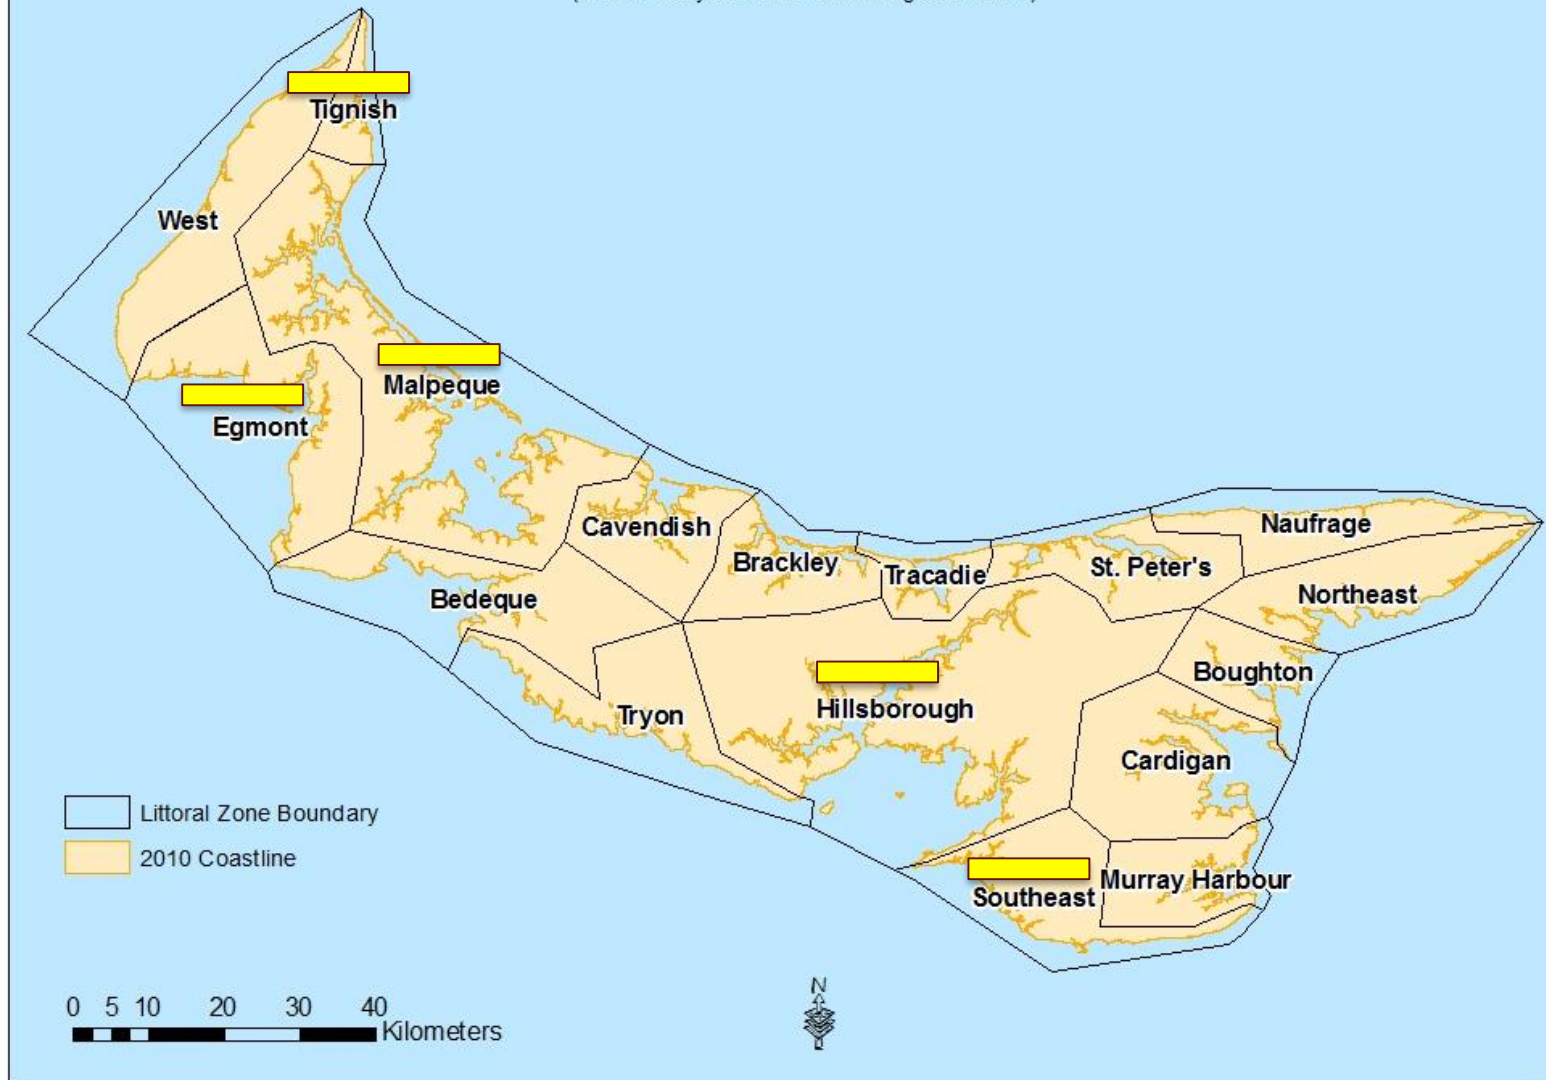 Tignish
West
Malpeque
Egmont
Cavendish
Naufrage
Brackley
Tracadie
St. Peter's
Northeast
Bedeque
Boughton
Hillsborough
Tryon
Cardigan
Littoral Zone Boundary
2010 Coastline
Murray Harbour
Southeast
N
0 5 10 20 30 40
Kilometers